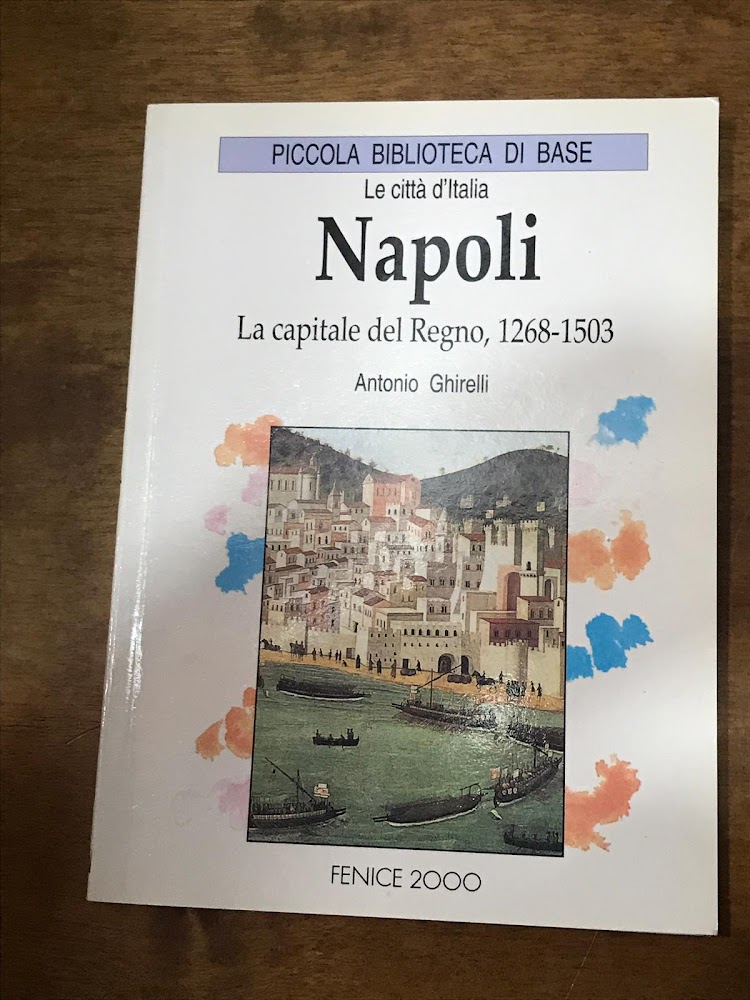 PICCOLA BIBLIOTECA DI BASE
Le città d'Italia
Napoli
La capitale del Regno, 1268-1503
Antonio Ghirelli
FENICE 2000